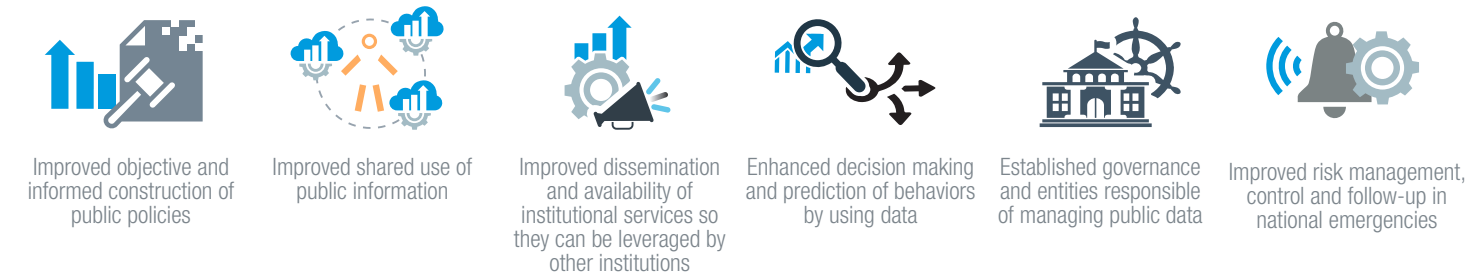 Improved objective and
informed construction of
public policies
Improved shared use of
public information
Improved dissemination
and availability of
institutional services so
they can be leveraged by
other institutions
Enhanced decision making
and prediction of behaviors
by using data
Established governance
and entities responsible
of managing public data
Improved risk management,
control and follow-up in
national emergencies